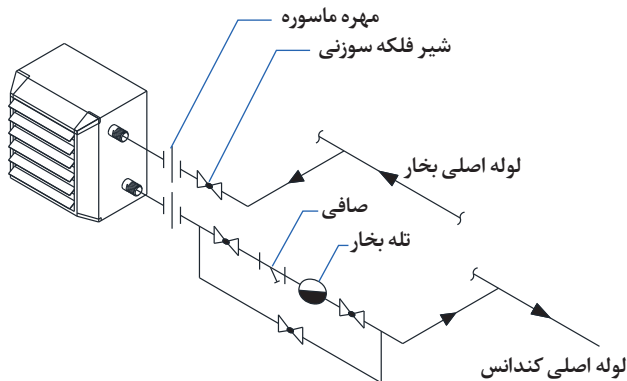 مهره ماسوره
شیر فلکه سوزنی
لوله اصلی بخار
صافی
تله بخار
لوله اصلی کندانس